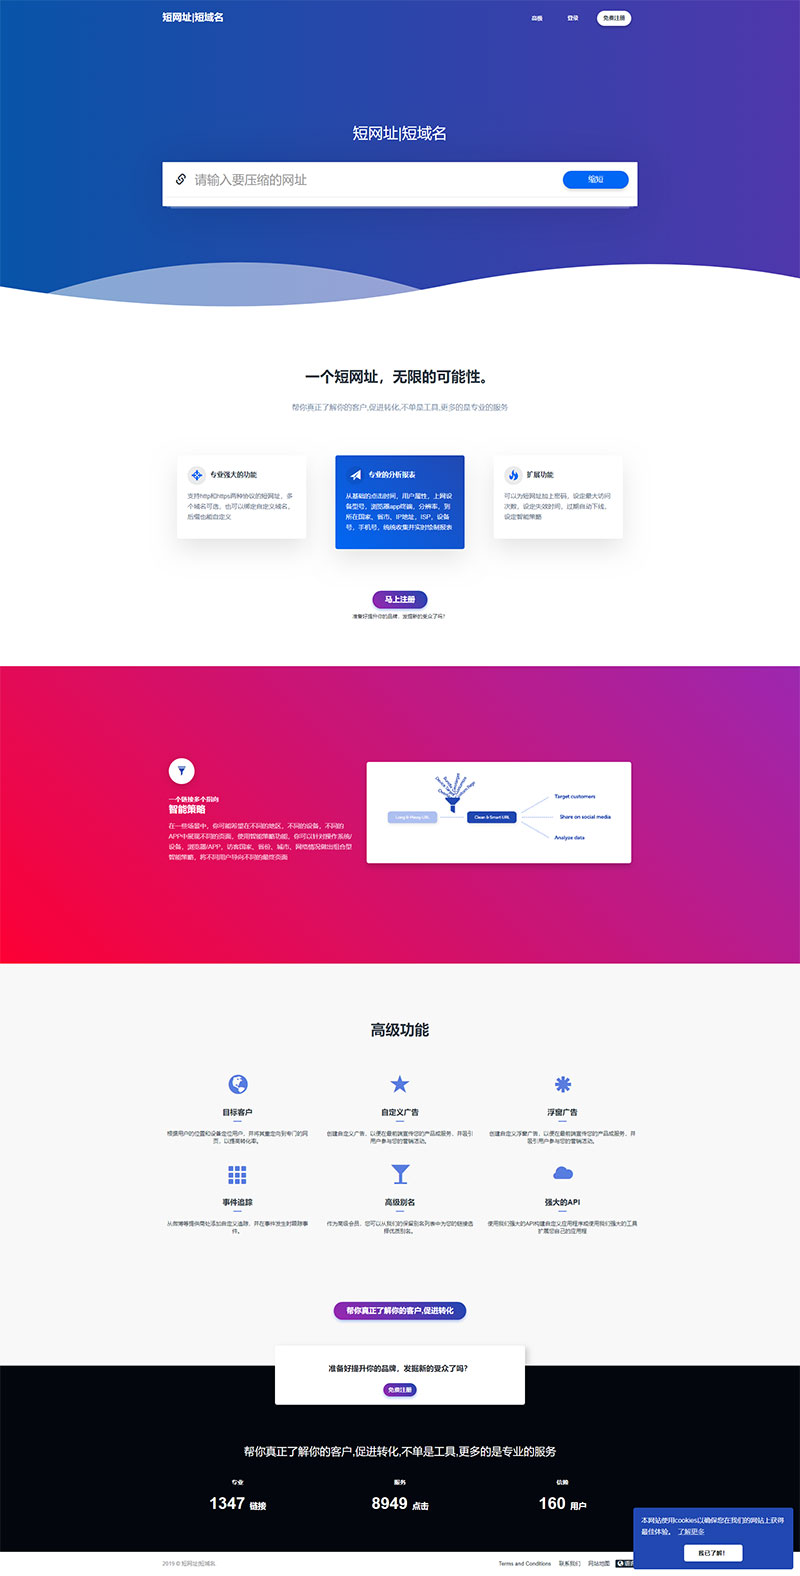 短网址|短域名
登录
免费注册
短网址|短域名
请输入要压缩的网址
缩短
一个短网址，无限的可能性。
帮你真正了解你的客户,促进转化,不单是工具,更多的是专业的服务
专业强大的功能
支持http和https两种协议的短网址，多
个域名可选，也可以绑定自定义域名，
后缀也能自定义
专业的分析报表
从基础的点击时间，用户属性，上网设
备型号，浏览器app终端，分辨率，到
所在国家，省市，IP地址，ISP，设备
号，手机号，统统收集并实时绘制报表
扩展功能
可以为短网址加上密码，设定最大访问
次数，设定失效时间，过期自动下线，
设定智能策略
马上注册
准备好提升你的品牌，发掘新的受众了吗?
一个链接多个指向
智能策略
在一些场景中，你可能希望在不同的地区，不同的设备，不同的
APP中展现不同的页面，使用智能策略功能，你可以针对操作系统/
设备，浏览器/APP，访客国家、省份、城市、网络情况做出组合型
智能策略，将不同用户导向不同的最终页面
Long & Messy URL
Clean & Smart URL
Target customers
Share on social media
Analyze data
高级功能
目标客户
根据用户的位置和设备定位用户，并将其重定向到专门的网
页，以提高转化率。
自定义广告
创建自定义广告，以便在最前端宣传您的产品或服务，并吸引
用户参与您的营销活动。
浮窗广告
创建自定义浮窗广告，以便在最前端宣传您的产品或服务，并
吸引用户参与您的营销活动。
事件追踪
从微博等提供商处添加自定义追踪，并在事件发生时跟踪事
件。
高级别名
作为高级会员，您可以从我们的保留别名列表中为您的链接选
择优质别名。
强大的API
使用我们强大的API构建自定义应用程序或使用我们强大的工具
扩展您自己的应用程
帮你真正了解你的客户,促进转化
准备好提升你的品牌，发掘新的受众了吗?
免费注册
帮你真正了解你的客户,促进转化,不单是工具,更多的是专业的服务
专业
1347 链接
服务
8949 点击
信赖
160 用户
本网站使用cookies以确保您在我们的网站上获得
最佳体验。 了解更多
我已了解！
2019 © 短网址|短域名
Terms and Conditions 联系我们 网站地图